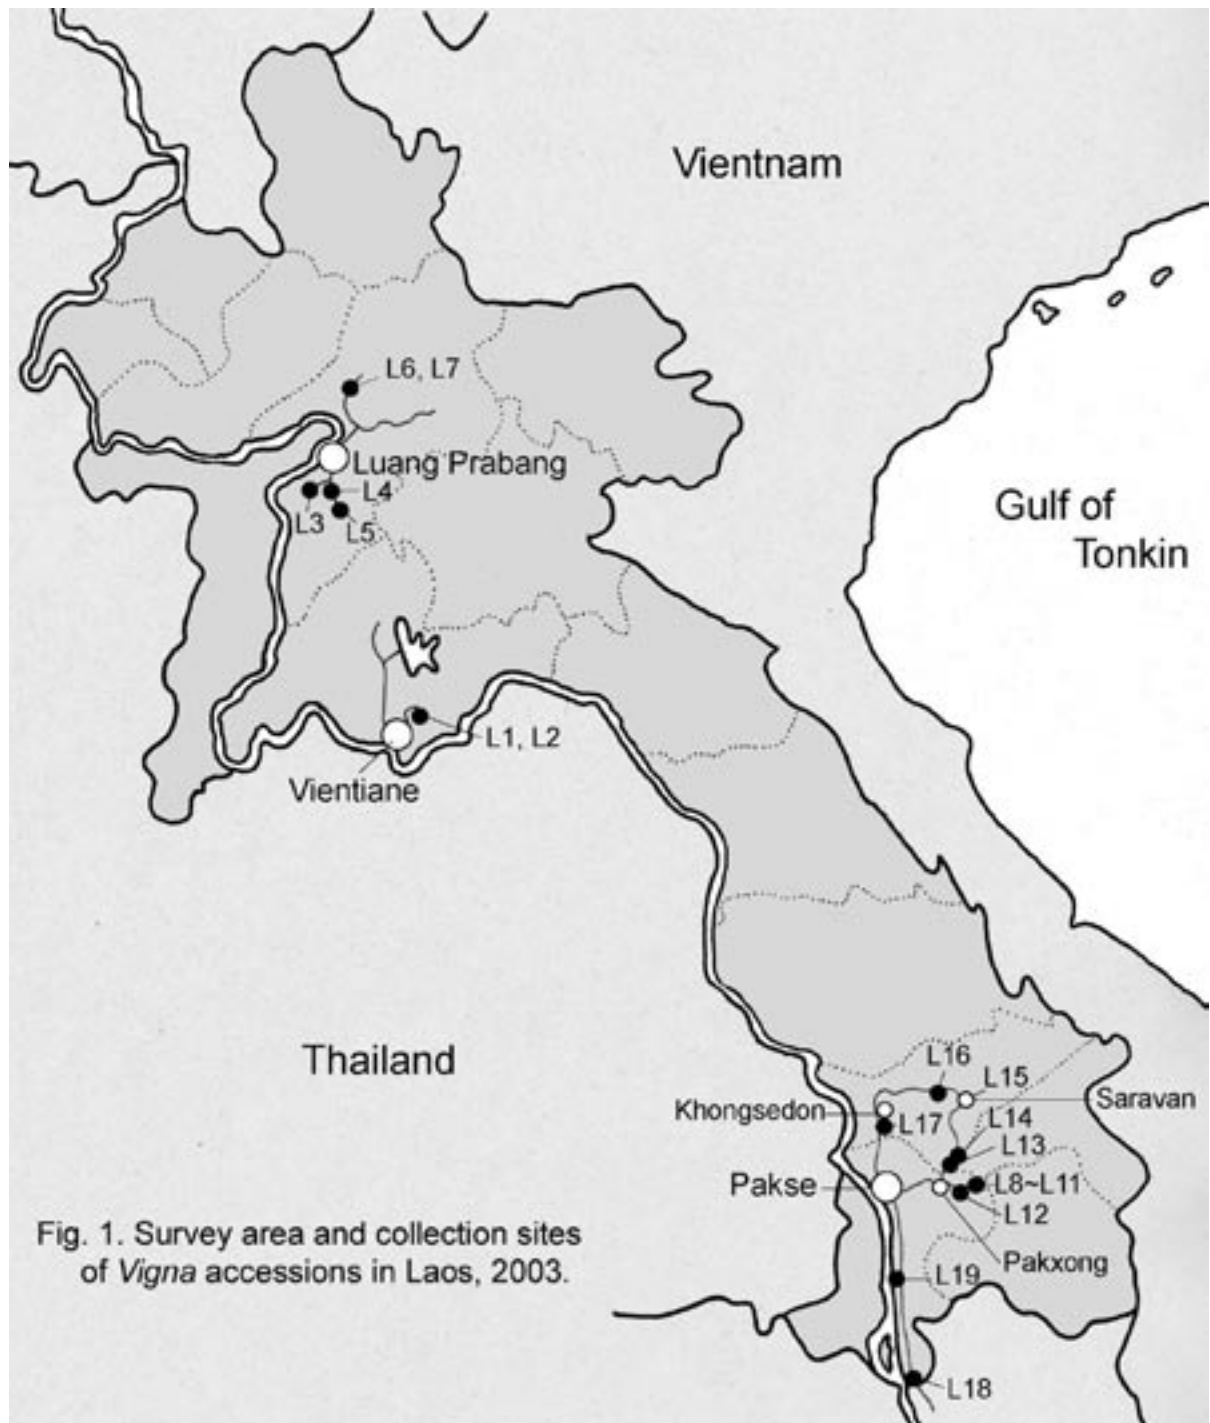 Vientnam
L6, L7
Luang Prabang
L4
L3
L5
Gulf of
Tonkin
L1, L2
Vientiane
Thailand
L16
L15
Khongsedon
Saravan
L17
L14
L13
Pakse
L8~L11
L12
Pakxong
L19
L18
Fig. 1. Survey area and collection sites
of Vigna accessions in Laos, 2003.